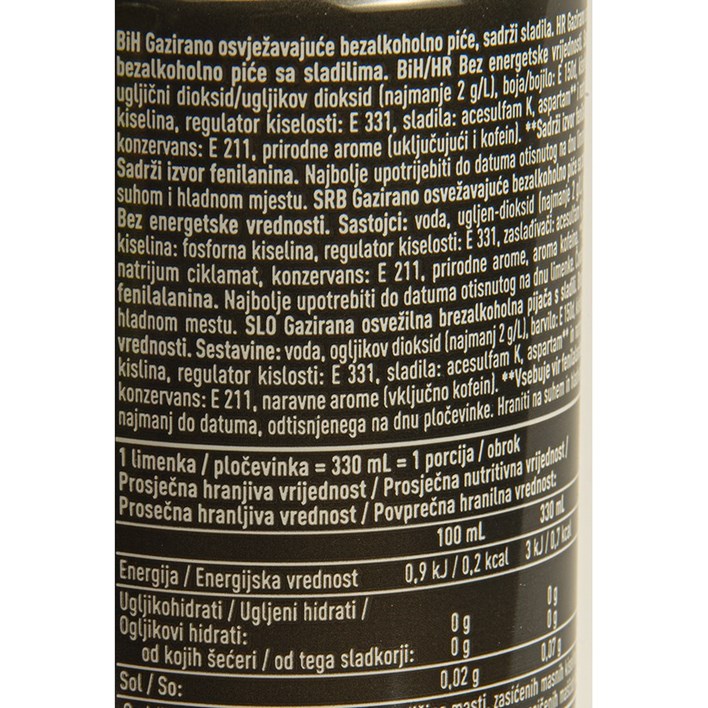 BiH Gazirano osvježavajuće bezalkoholno piće, sadrži sladila. HR Gazirano
bezalkoholno piće sa sladilima. BiH/HR Bez energetske vrijednosti.
ugljični dioksid/ugljikov dioksid (najmanje 2 g/L), boja/bojilo: E 150d,
kiselina, regulator kiselosti: E 331, sladila: acesulfam K, aspartam**
konzervans: E 211, prirodne arome (uključujući i kofein). **Sadrži izvor
Sadrži izvor fenilanina. Najbolje upotrijebiti do datuma otisnutog na dnu
suhom i hladnom mjestu. SRB Gazirano osvežavajuće bezalkoholno piće
Bez energetske vrednosti. Sastojci: voda, ugljen-dioksid (najmanje 2
kiselina: fosforna kiselina, regulator kiselosti: E 331, zaslađivači:
natrijum ciklamat, konzervans: E 211, prirodne arome, aroma kofein.
fenilalanina. Najbolje upotrebiti do datuma otisnutog na dnu limenke.
hladnom mestu. SLO Gazirana osvežilna brezalkoholna pijača s sladili.
vrednosti. Sestavine: voda, ogljikov dioksid (najmanj 2 g/L), barvilo: E 150d,
kislina, regulator kislosti: E 331, sladila: acesulfam K, aspartam** in
konzervans: E 211, naravne arome (vključno kofein). **Vsebuje vir
najmanj do datuma, odtisnjenega na dnu pločevinke. Hraniti na suhem in
1 limenka / pločevinka = 330 mL = 1 porcija / obrok
Prosječna hranjiva vrijednost / Prosječna nutritivna vrijednost /
Prosečna hranljiva vrednost / Povprečna hranilna vrednost:
100 mL 330 mL
Energija / Energijska vrednost 0,9 kJ / 0,2 kcal 3 kJ / 0,7 kcal
Ugljikohidrati / Ugljeni hidrati /
Ogljikovi hidrati: 0 g 0 g
od kojih šećeri / od tega sladkorji: 0 g 0 g
Sol / So: 0,02 g 0,07 g
masti, zasićenih masnih